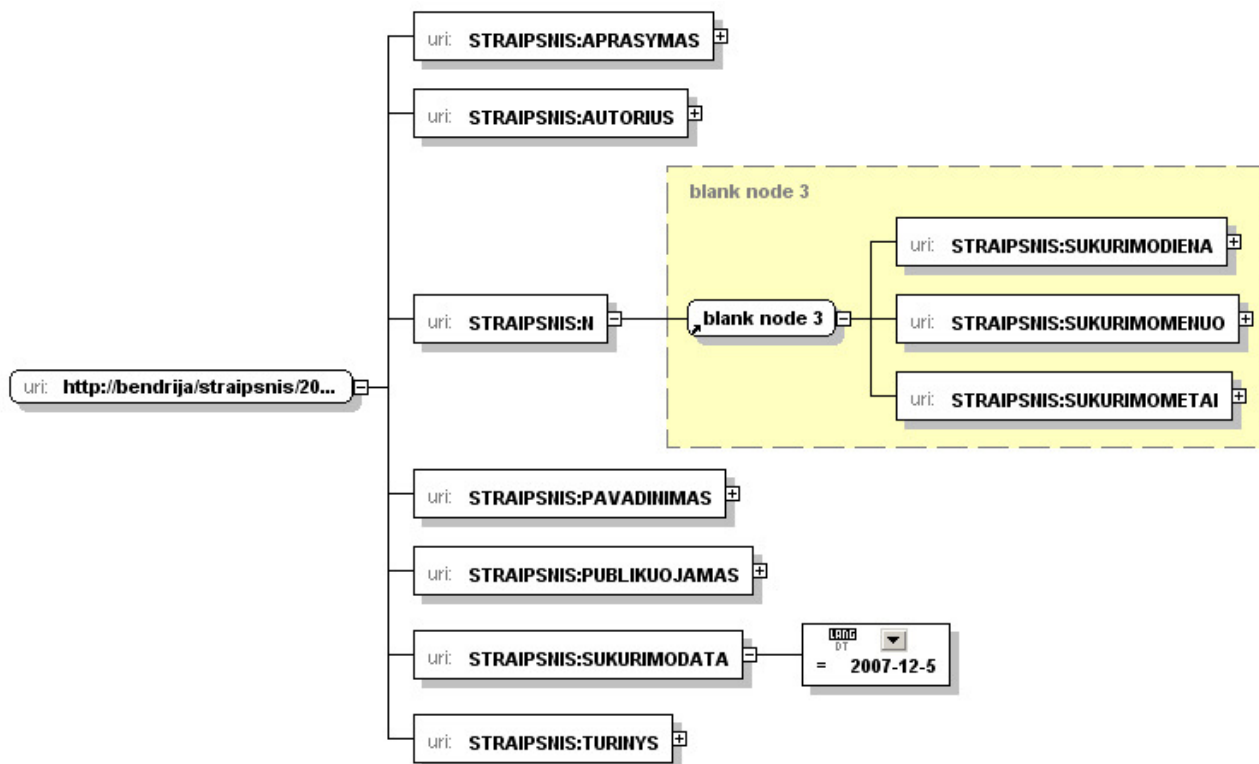 uri: STRAIPSNIS:APRASYMAS
uri: STRAIPSNIS:AUTORIUS
blank node 3
uri: STRAIPSNIS:SUKURIMODIENA
uri: STRAIPSNIS:N
blank node 3
uri: STRAIPSNIS:SUKURIMOMENUO
uri: http://bendrija/straipsnis/20...
uri: STRAIPSNIS:SUKURIMOMETAI
uri: STRAIPSNIS:PAVADINIMAS
uri: STRAIPSNIS:PUBLIKUOJAMAS
uri: STRAIPSNIS:SUKURIMODATA
LANG
DT
= 2007-12-5
uri: STRAIPSNIS:TURINYS